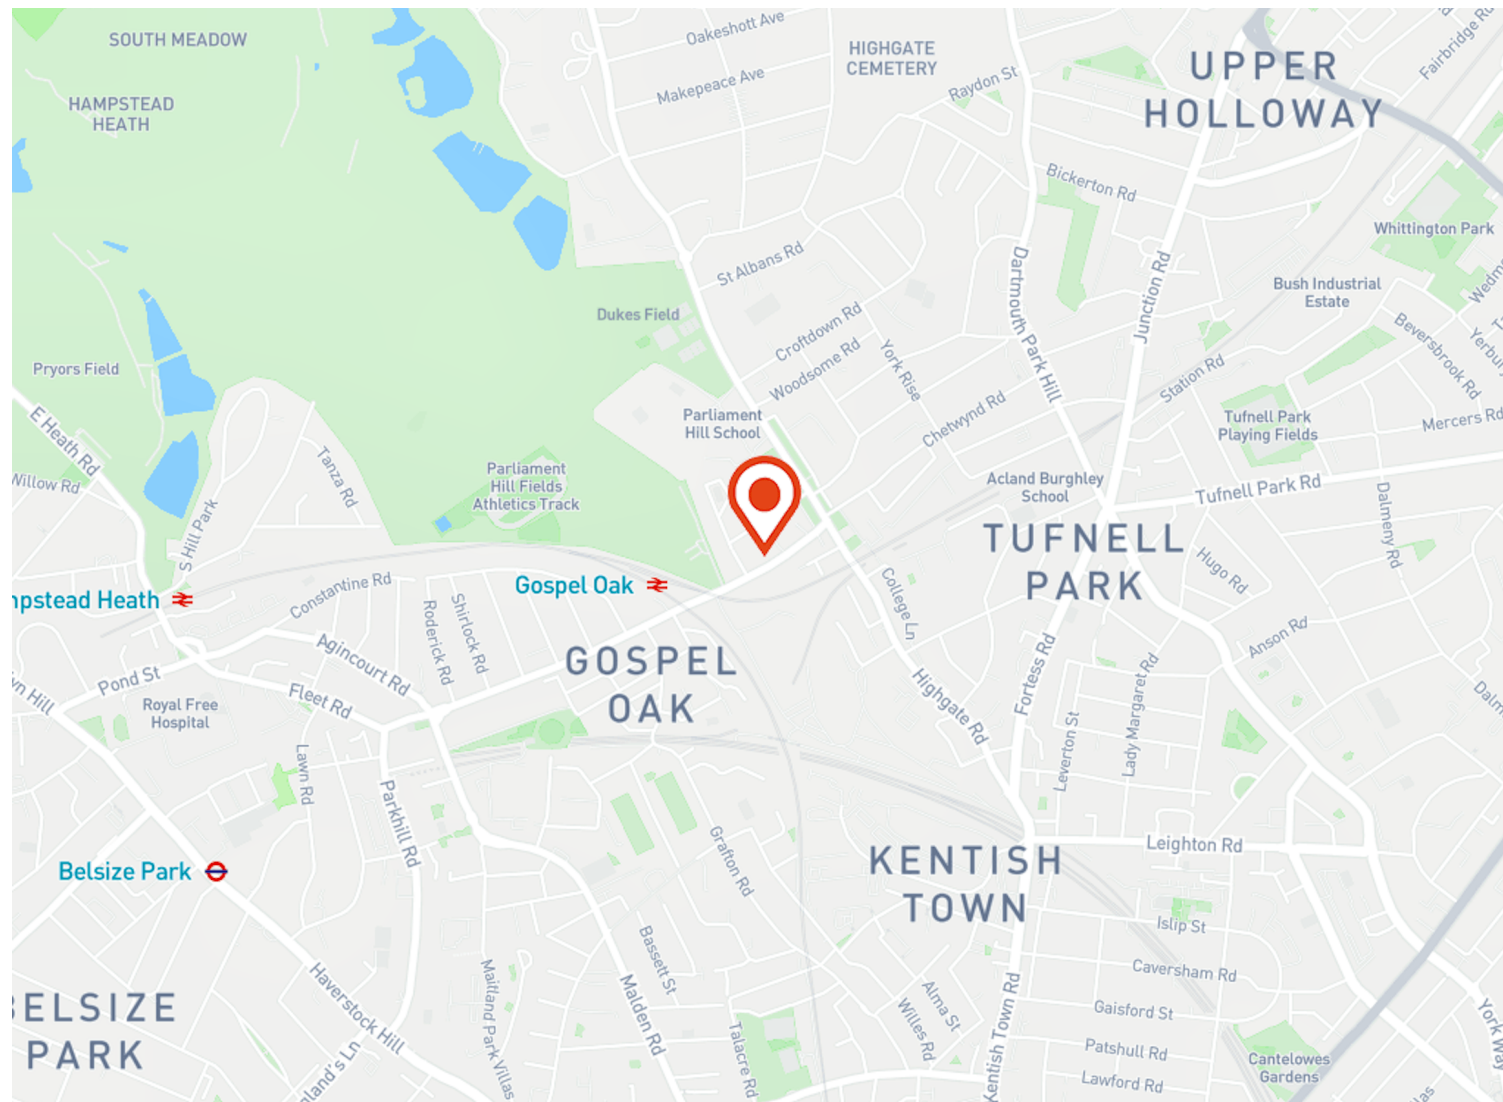 Oakeshott Ave
SOUTH MEADOW
HIGHGATE
CEMETERY
Fairbridge Rd
UPPER
HOLLOWAY
Makepeace Ave
Raydon St
HAMPSTEAD
HEATH
Bickerton Rd
Whittington Park
St Albans Rd
Dartmouth Park Hill
Junction Rd
Bush Industrial
Estate
Dukes Field
Croftdown Rd
Woodsome Rd
York Rise
Beversbrook Rd
Pryors Field
Station Rd
E Heath Rd
Parliament
Hill School
Chetwynd Rd
Tufnell Park
Playing Fields
Mercers Rd
Willow Rd
Tanza Rd
Parliament
Hill Fields
Athletics Track
Acland Burghley
School
Tufnell Park Rd
Dalmeny Rd
S Hill Park
TUFNELL
PARK
Hugo Rd
Gospel Oak
Constantine Rd
College Ln
npstead Heath
Roderick Rd
Shirlock Rd
Anson Rd
Agincourt Rd
GOSPEL
OAK
Fortess Rd
Lady Margaret Rd
Pond St
Fleet Rd
Royal Free
Hospital
Highgate Rd
Leverton St
Lawn Rd
Parkhill Rd
Grafton Rd
Leighton Rd
KENTISH
TOWN
Belsize Park
Islip St
Bassett St
Caversham Rd
Haverstock Hill
Maitland Park Villas
Malden Rd
Alma St
Willes Rd
Kentish Town Rd
Gaisford St
York Way
BELSIZE
PARK
Talacre Rd
Patshull Rd
Cantelowes
Gardens
Lawford Rd